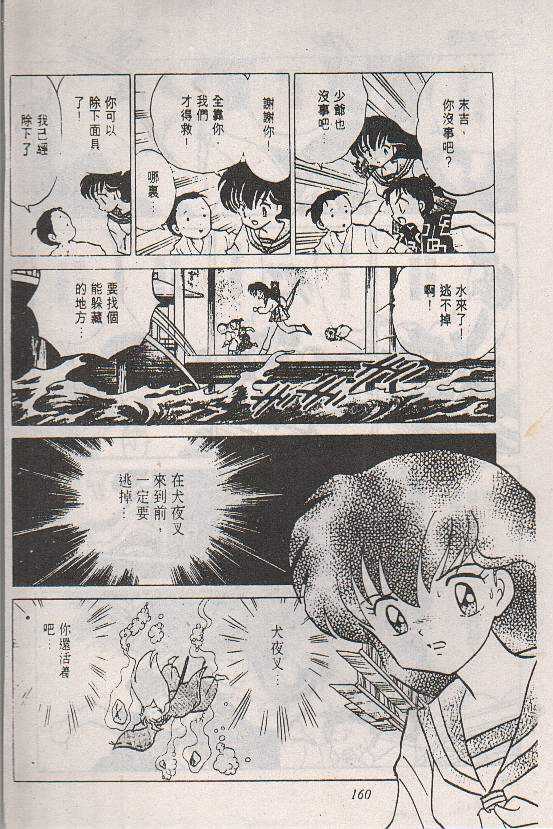 末吉，
你沒事吧？
少爺也
沒事吧…
謝謝你！
全靠你，
我們
才得救！
哪裏…
你可以
除下面具
了！
我已經
除下了
水來了！
逃不掉
啊！
要找個
能躲藏
的地方…
在犬夜叉
來到前，
一定要
逃掉…
犬夜叉…
你還活着
吧…
160